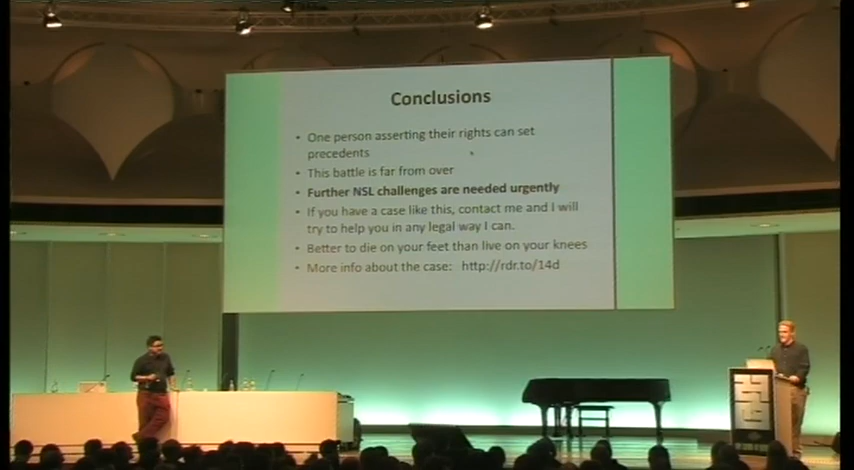 Conclusions
• One person asserting their rights can set
precedents
• This battle is far from over
• Further NSL challenges are needed urgently
• If you have a case like this, contact me and I will
try to help you in any legal way I can.
• Better to die on your feet than live on your knees
• More info about the case: http://rdr.to/14d